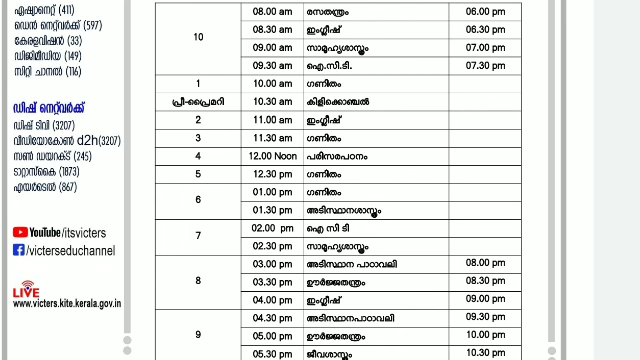 ഏഷ്യാനെറ്റ് (411)
ഡെൻ നെറ്റ്‌വർക്ക് (597)
കേരളവിഷൻ (33)
ഡിജിമീഡിയ (149)
സിറ്റി ചാനൽ (116)
ഡിഷ് നെറ്റ്‌വർക്ക്
ഡിഷ് ടിവി (3207)
വീഡിയോകോൺ d2h(3207)
സൺ ഡയറക്ട് (245)
ടാറ്റാസ്കൈ (1873)
എയർടെൽ (867)
YouTube/itsvicters
/victerseduchannel
LIVE
www.victers.kite.kerala.gov.in
10
08.00 am രസതന്ത്രം 06.00 pm
08.30 am ഇംഗ്ലീഷ് 06.30 pm
09.00 am സാമൂഹ്യശാസ്ത്രം 07.00 pm
09.30 am ഐ.സി.ടി. 07.30 pm
1 10.00 am ഗണിതം
പ്രീ-പ്രൈമറി 10.30 am കിളിക്കൊഞ്ചൽ
2 11.00 am ഇംഗ്ലീഷ്
3 11.30 am ഗണിതം
4 12.00 Noon പരിസരപഠനം
5 12.30 pm ഗണിതം
6
01.00 pm ഗണിതം
01.30 pm അടിസ്ഥാനശാസ്ത്രം
7
02.00 pm ഐ സി ടി
02.30 pm സാമൂഹ്യശാസ്ത്രം
8
03.00 pm അടിസ്ഥാന പാഠാവലി 08.00 pm
03.30 pm ഊർജ്ജതന്ത്രം 08.30 pm
04.00 pm ഇംഗ്ലീഷ് 09.00 pm
9
04.30 pm അടിസ്ഥാനപാഠാവലി 09.30 pm
05.00 pm ഊർജ്ജതന്ത്രം 10.00 pm
05.30 pm ജീവശാസ്ത്രം 10.30 pm